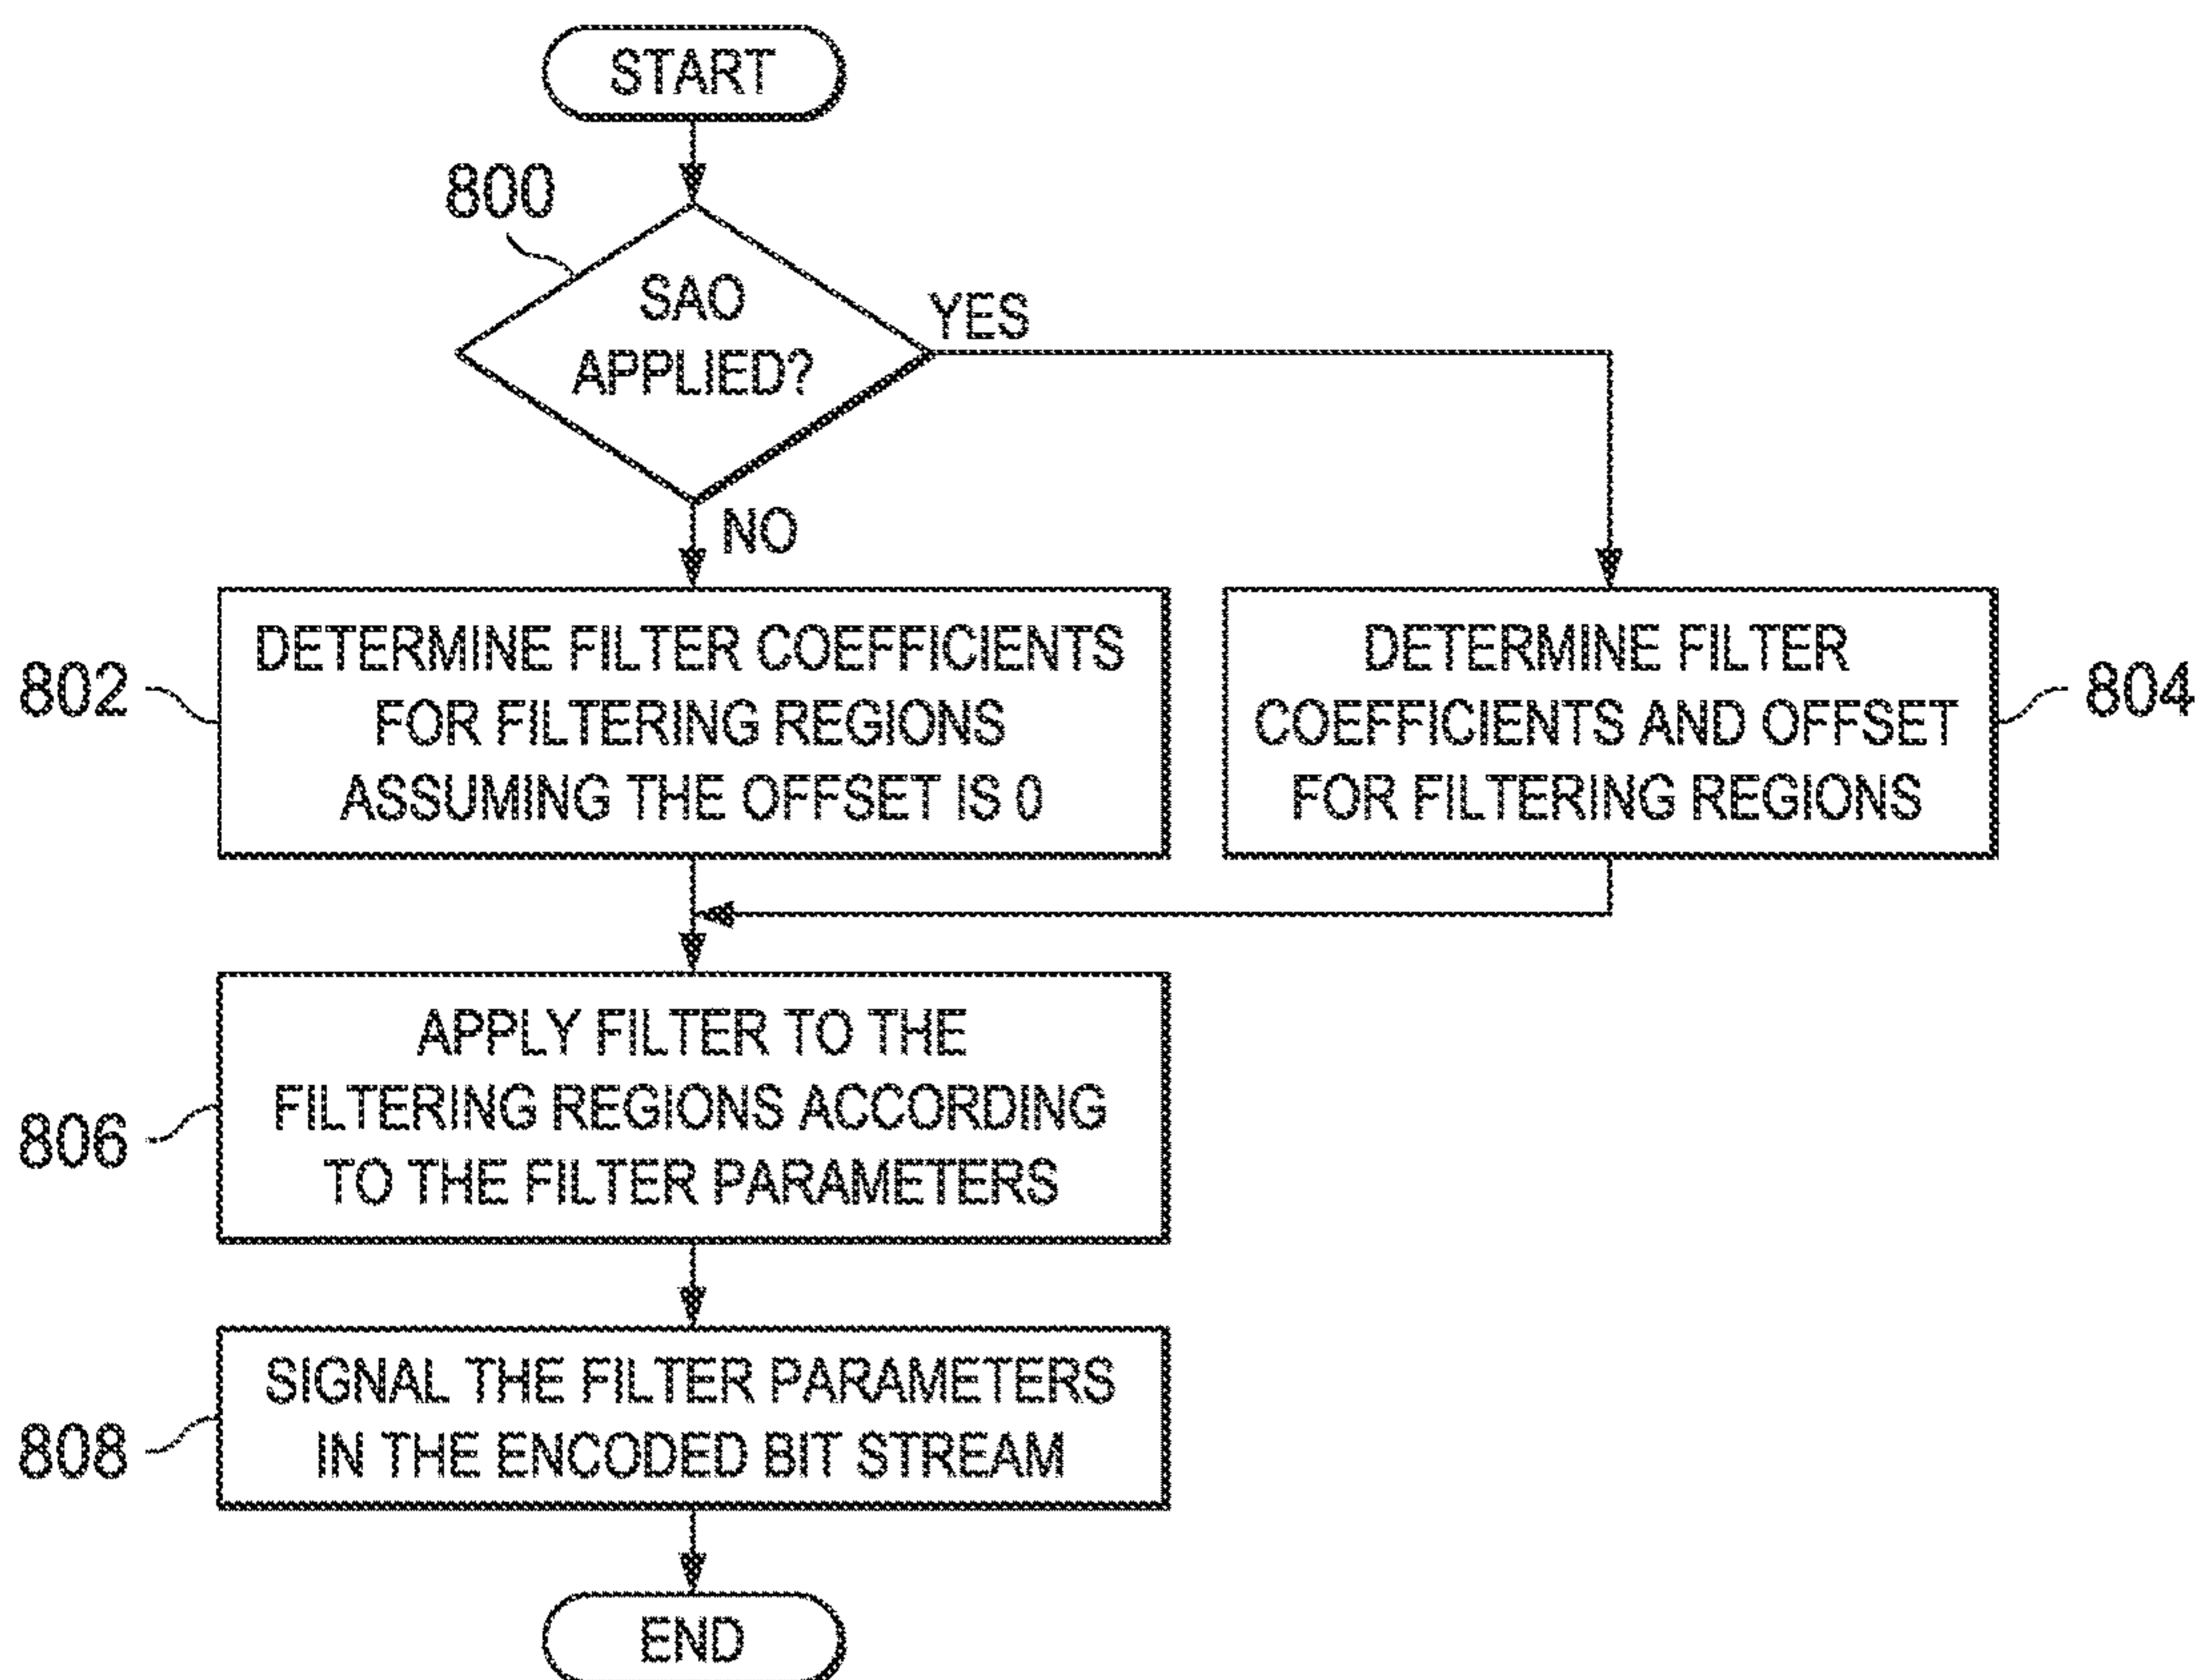 START
800
SAO
APPLIED?
YES
NO
802
DETERMINE FILTER COEFFICIENTS
FOR FILTERING REGIONS
ASSUMING THE OFFSET IS 0
DETERMINE FILTER
COEFFICIENTS AND OFFSET
FOR FILTERING REGIONS
804
806
APPLY FILTER TO THE
FILTERING REGIONS ACCORDING
TO THE FILTER PARAMETERS
808
SIGNAL THE FILTER PARAMETERS
IN THE ENCODED BIT STREAM
END